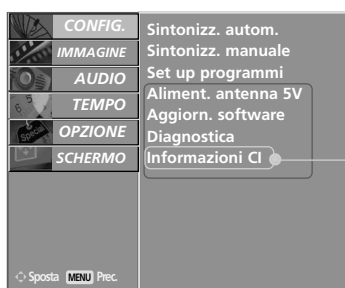 CONFIG.
IMMAGINE
AUDIO
TEMPO
OPZIONE
SCHERMO
Sintonizz. autom.
Sintonizz. manuale
Set up programmi
Aliment. antenna 5V
Aggiorn. software
Diagnostica
Informazioni CI
Sposta MENU Prec.